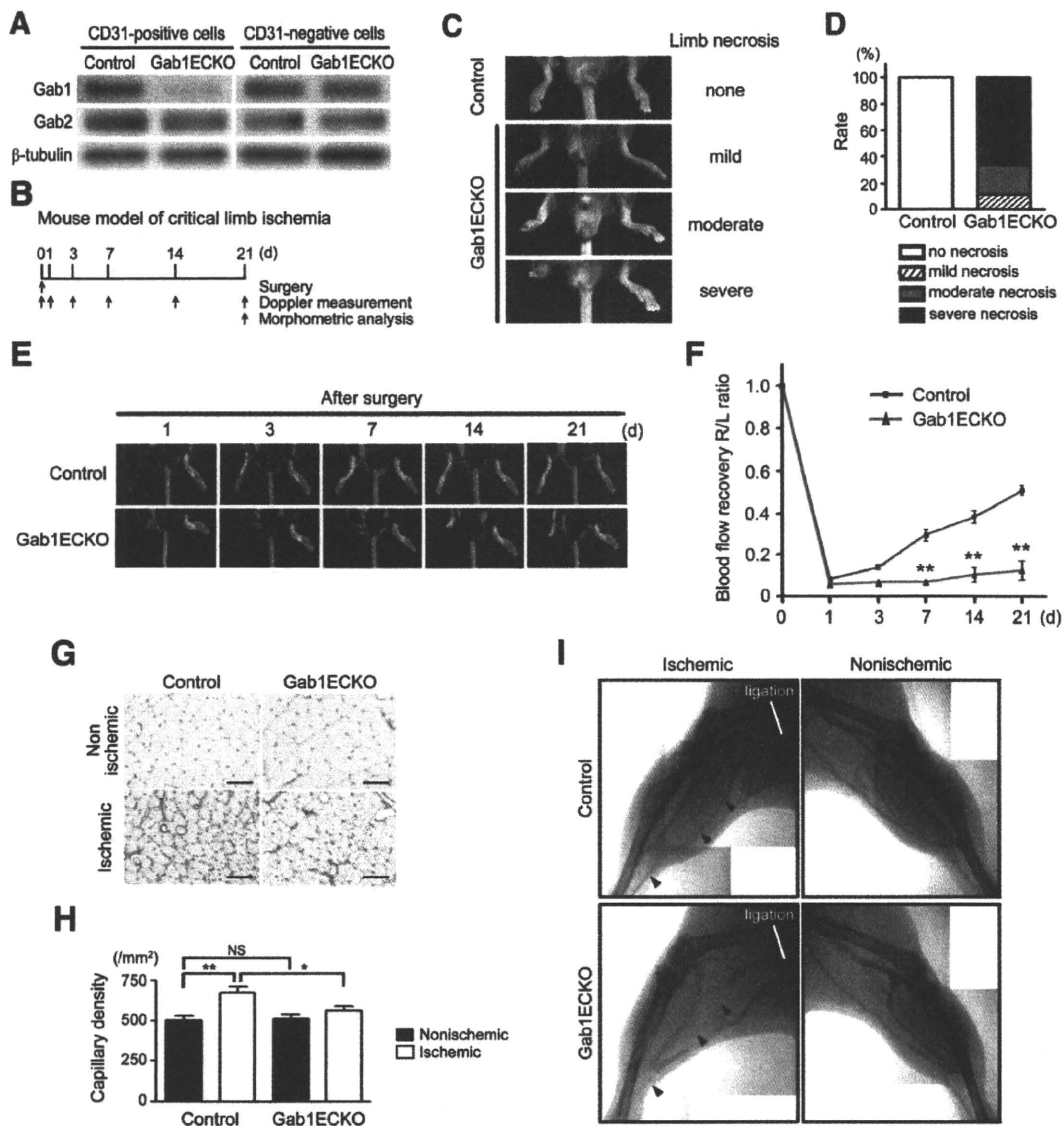 A
CD31-positive cells CD31-negative cells
Control Gab1ECKO Control Gab1ECKO
Gab1
Gab2
β-tubulin
B
Mouse model of critical limb ischemia
0 1 3 7 14 21 (d)
Surgery
Doppler measurement
Morphometric analysis
C
Limb necrosis
Control
none
Gab1ECKO
mild
moderate
severe
D
(%)
100
80
60
40
20
0
Rate
Control Gab1ECKO
no necrosis
mild necrosis
moderate necrosis
severe necrosis
E
After surgery
1 3 7 14 21 (d)
Control
Gab1ECKO
F
Blood flow recovery R/L ratio
1.0
0.8
0.6
0.4
0.2
0
Control
Gab1ECKO
** ** **
0 1 3 7 14 21 (d)
G
Control Gab1ECKO
Non
ischemic
Ischemic
H
(/mm²)
NS
** *
750
500
250
0
Capillary density
Control Gab1ECKO
Nonischemic
Ischemic
I
Ischemic Nonischemic
Control
ligation
Gab1ECKO
ligation